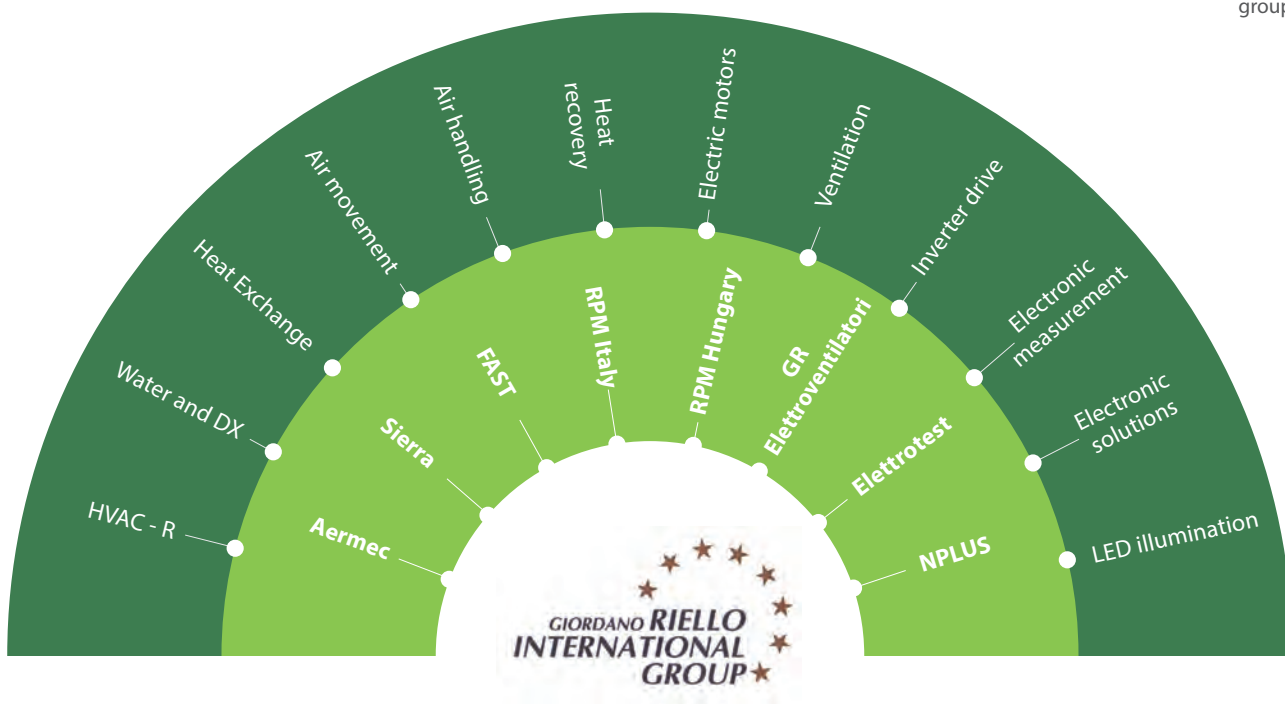 group
HVAC - R
Water and DX
Heat Exchange
Air movement
Air handling
Heat
recovery
Electric motors
Ventilation
Inverter drive
Electronic
measurement
Electronic
solutions
LED illumination
Aermec
Sierra
FAST
RPM Italy
RPM Hungary
GR
Elettroventilatori
Elettrotest
NPLUS
GIORDANO RIELLO
INTERNATIONAL
GROUP